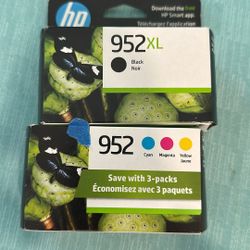 hp
Download the free
HP Smart app.
Téléchargez l'application
952XL
Black
Noir
952
Cyan
Magenta
Yellow
Jaune
Save with 3-packs
Économisez avec 3 paquets